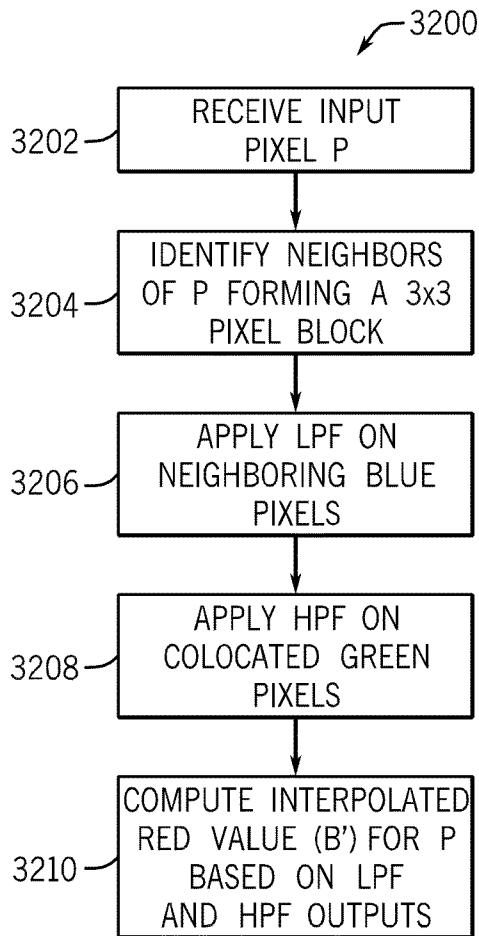 3200
3202
RECEIVE INPUT
PIXEL P
3204
IDENTIFY NEIGHBORS
OF P FORMING A 3x3
PIXEL BLOCK
3206
APPLY LPF ON
NEIGHBORING BLUE
PIXELS
3208
APPLY HPF ON
COLOCATED GREEN
PIXELS
3210
COMPUTE INTERPOLATED
RED VALUE (B') FOR P
BASED ON LPF
AND HPF OUTPUTS